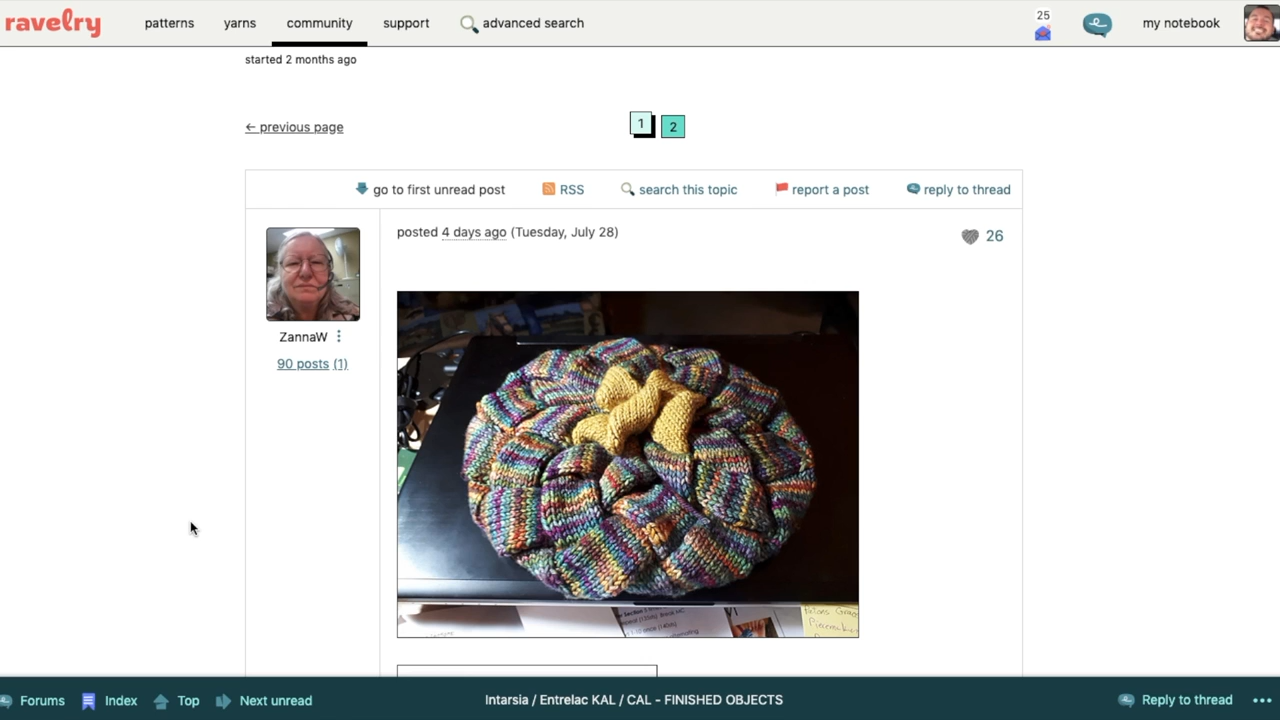 ravelry
patterns
yarns
community
support
advanced search
25
my notebook
started 2 months ago
← previous page
1
2
go to first unread post
RSS
search this topic
report a post
reply to thread
posted 4 days ago (Tuesday, July 28)
26
ZannaW
90 posts (1)
Forums
Index
Top
Next unread
Intarsia / Entrelac KAL / CAL - FINISHED OBJECTS
Reply to thread